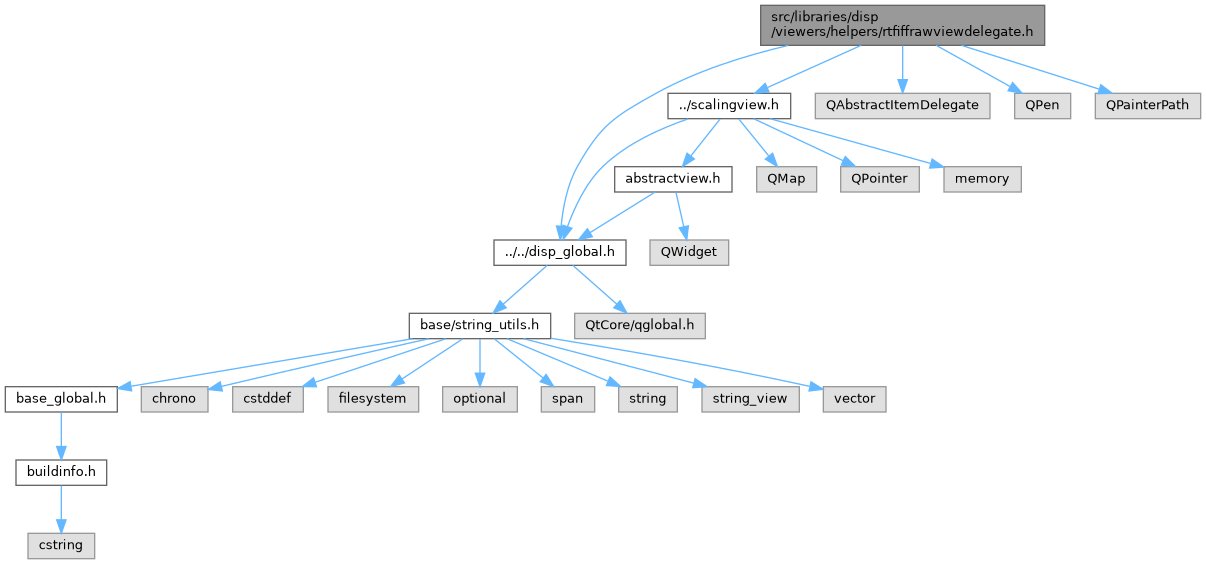 src/libraries/disp
/viewers/helpers/rtfiffrawviewdelegate.h
../scalingview.h
QAbstractItemDelegate
QPen
QPainterPath
abstractview.h
QMap
QPointer
memory
../../disp_global.h
QWidget
base/string_utils.h
QtCore/qglobal.h
base_global.h
chrono
cstddef
filesystem
optional
span
string
string_view
vector
buildinfo.h
cstring